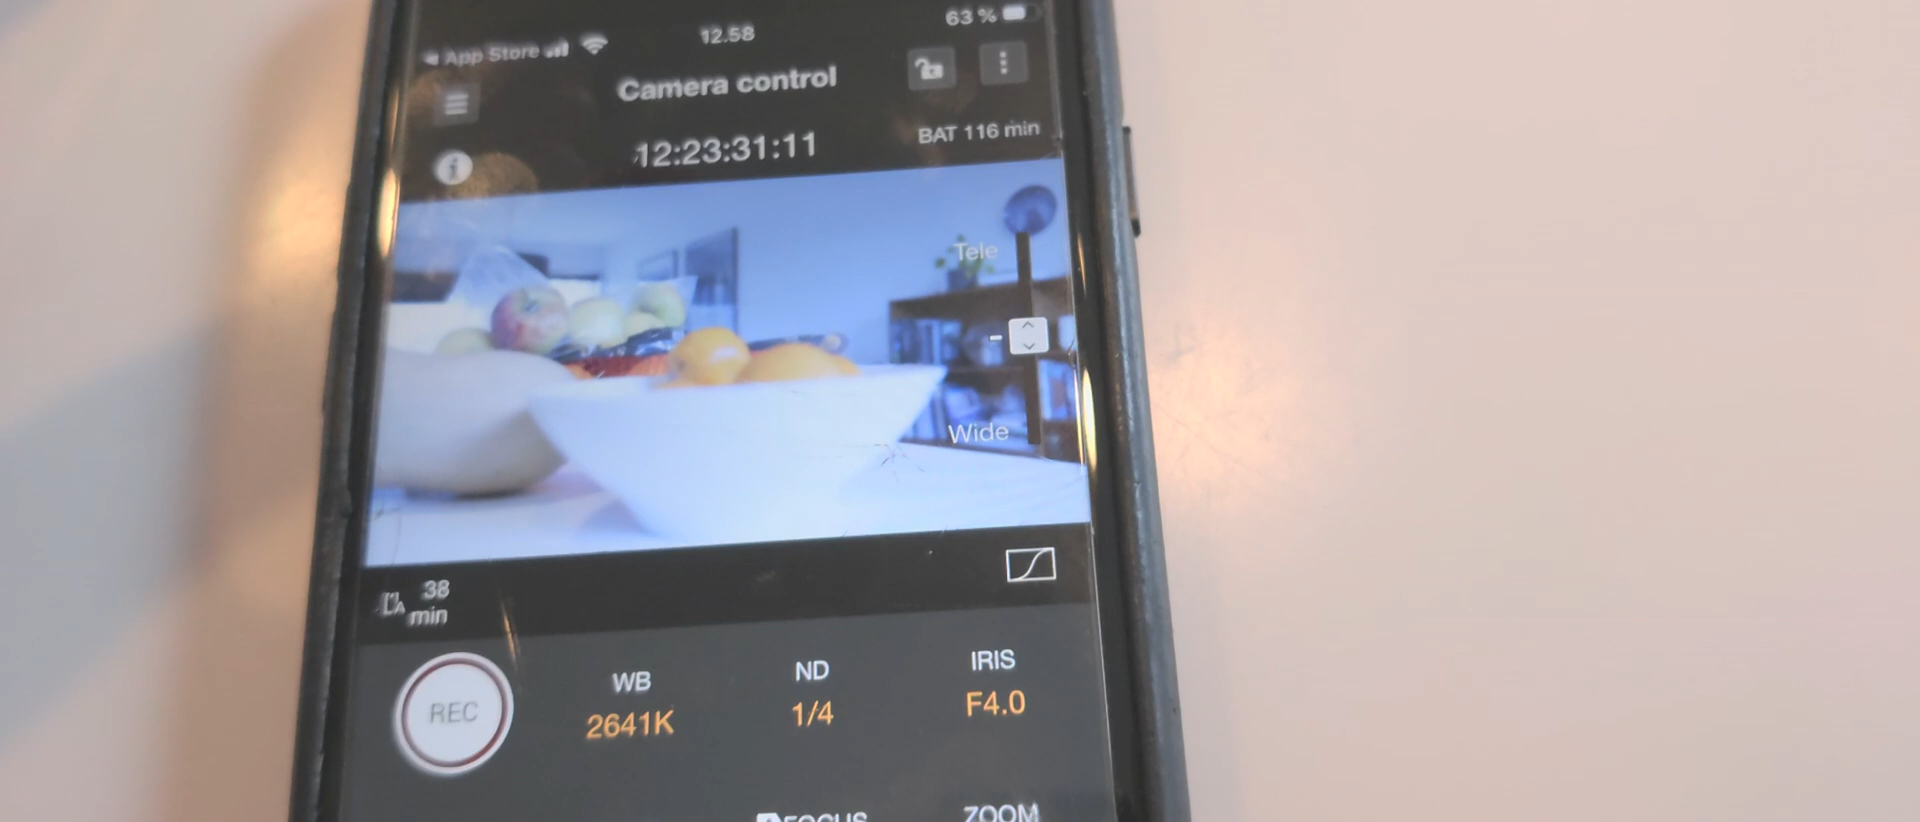 App Store 12.58 63 %
Camera control
12:23:31:11 BAT 116 min
Tele
Wide
38
min
REC
WB ND IRIS
2641K 1/4 F4.0
FOCUS ZOOM